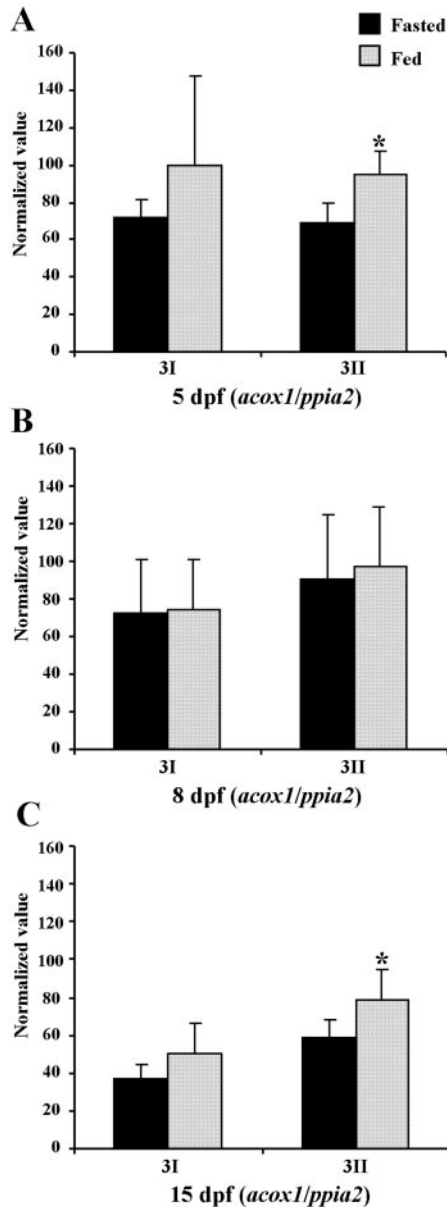 A
Fasted
Fed
Normalized value
160
140
120
100
80
60
40
20
0
*
3I 3II
5 dpf (acox1/ppia2)
B
Normalized value
160
140
120
100
80
60
40
20
0
3I 3II
8 dpf (acox1/ppia2)
C
Normalized value
160
140
120
100
80
60
40
20
0
*
3I 3II
15 dpf (acox1/ppia2)